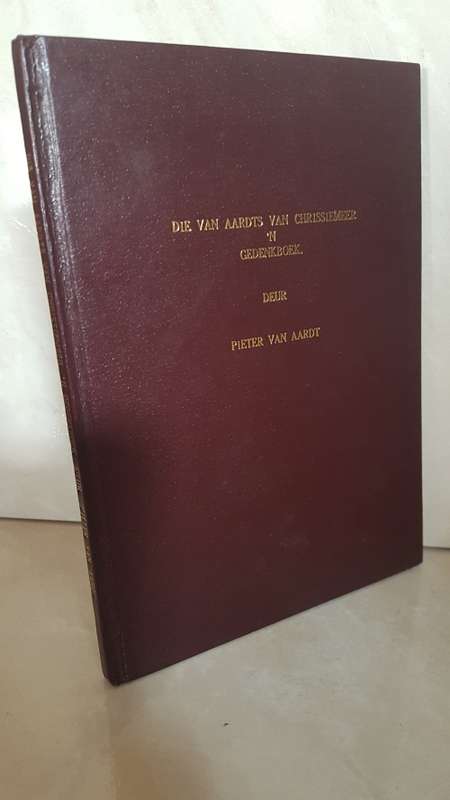 DIE VAN AARDTS VAN CHRISSIEMEER
'N
GEDENKBOEK.
DEUR
PIETER VAN AARDT